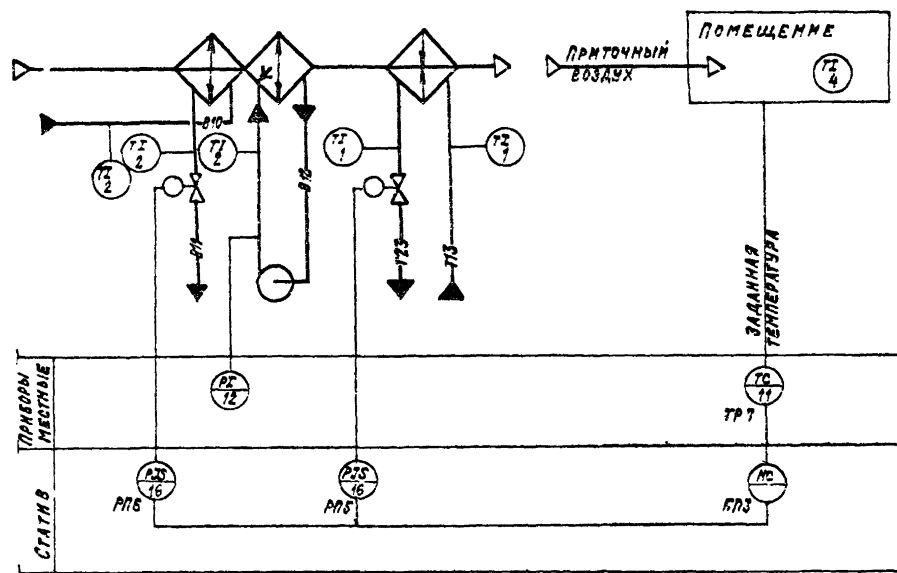 ПОМЕЩЕНИЕ
ПРИТОЧНЫЙ
ВОЗДУХ
TI
4
В10
TI
2
TI
2
TI
2
TI
1
TI
1
В12
В11
Т23
Т13
ЗАДАННАЯ
ТЕМПЕРАТУРА
ПРИБОРЫ
МЕСТНЫЕ
PI
12
TC
11
ТР7
СТАТИВ
PJS
16
РП6
PJS
16
РП5
НС
БП3